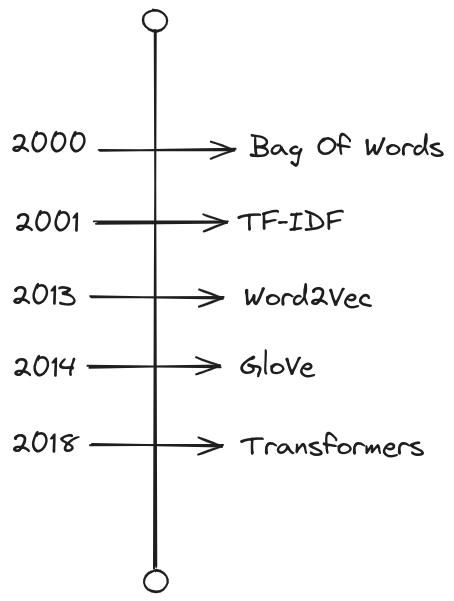 2000 Bag Of Words
2001 TF-IDF
2013 Word2Vec
2014 GloVe
2018 Transformers